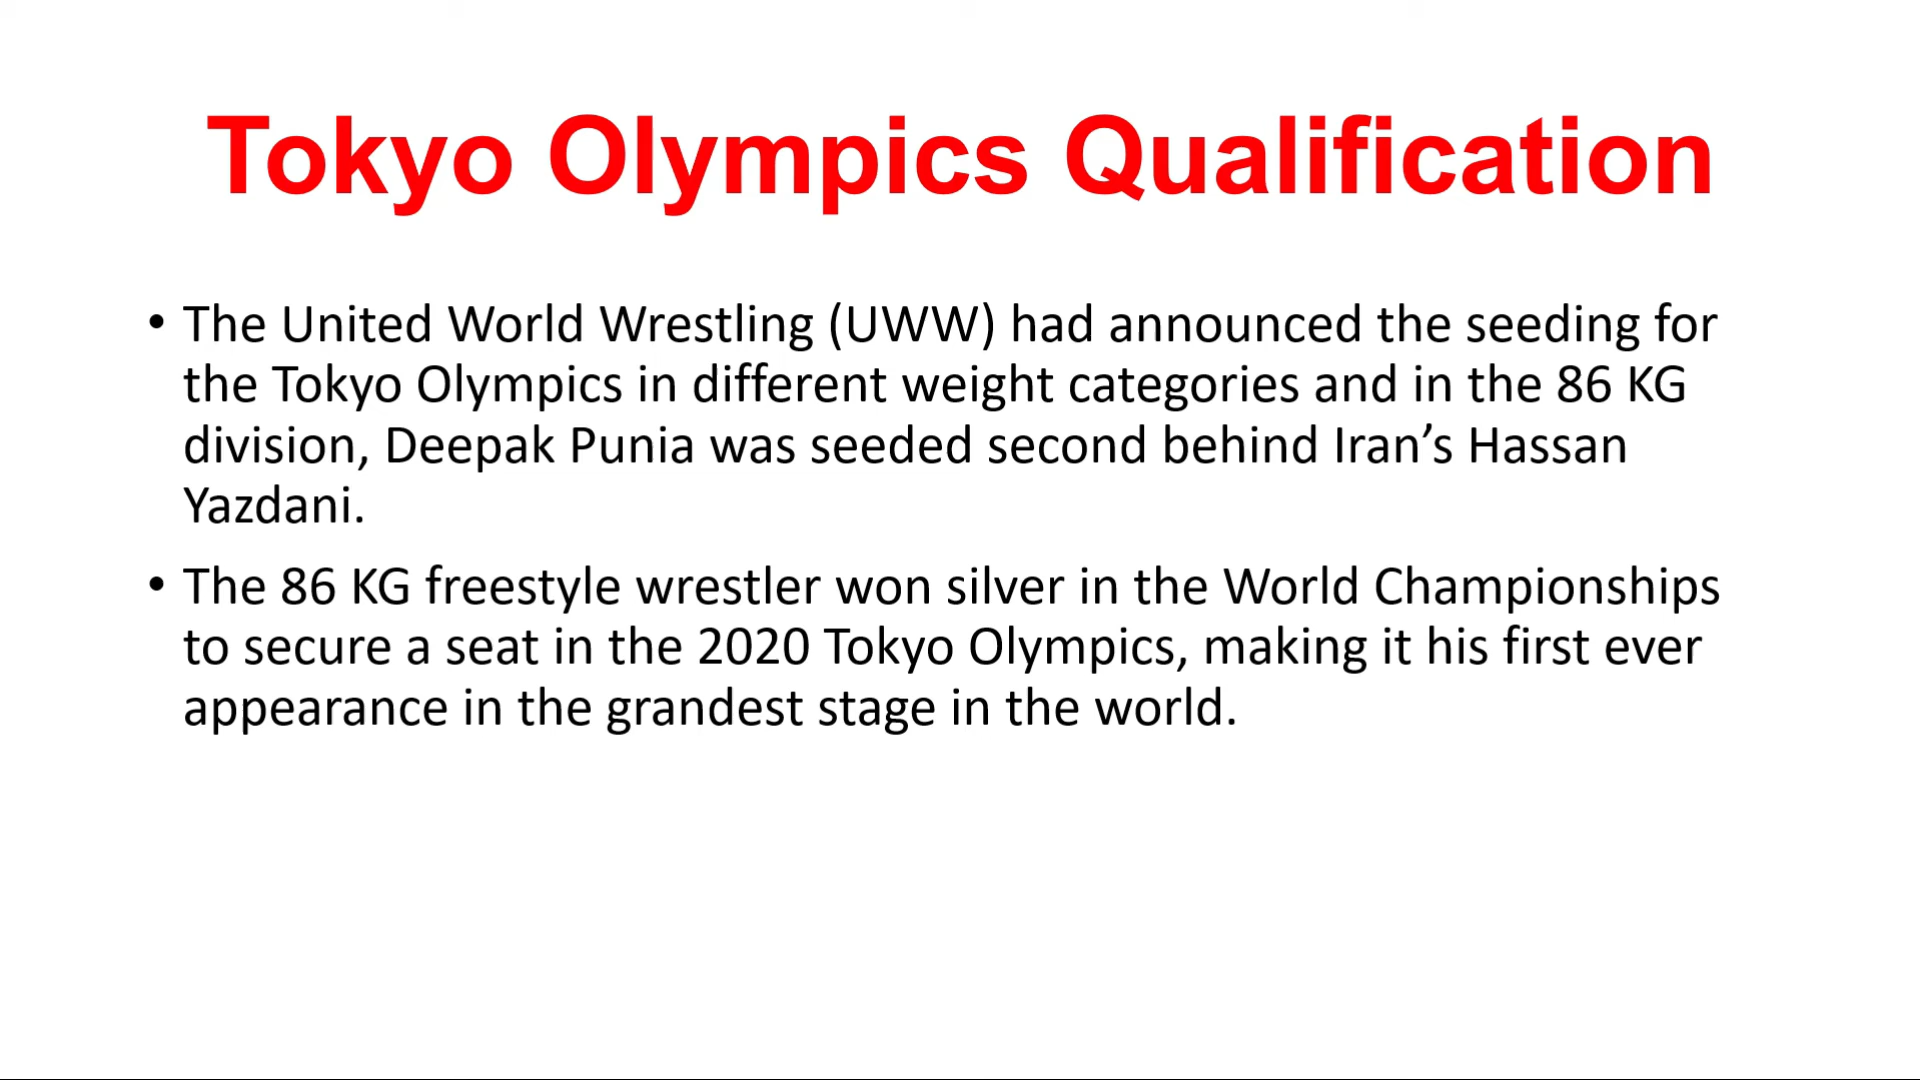 Tokyo Olympics Qualification
• The United World Wrestling (UWW) had announced the seeding for
the Tokyo Olympics in different weight categories and in the 86 KG
division, Deepak Punia was seeded second behind Iran’s Hassan
Yazdani.
• The 86 KG freestyle wrestler won silver in the World Championships
to secure a seat in the 2020 Tokyo Olympics, making it his first ever
appearance in the grandest stage in the world.